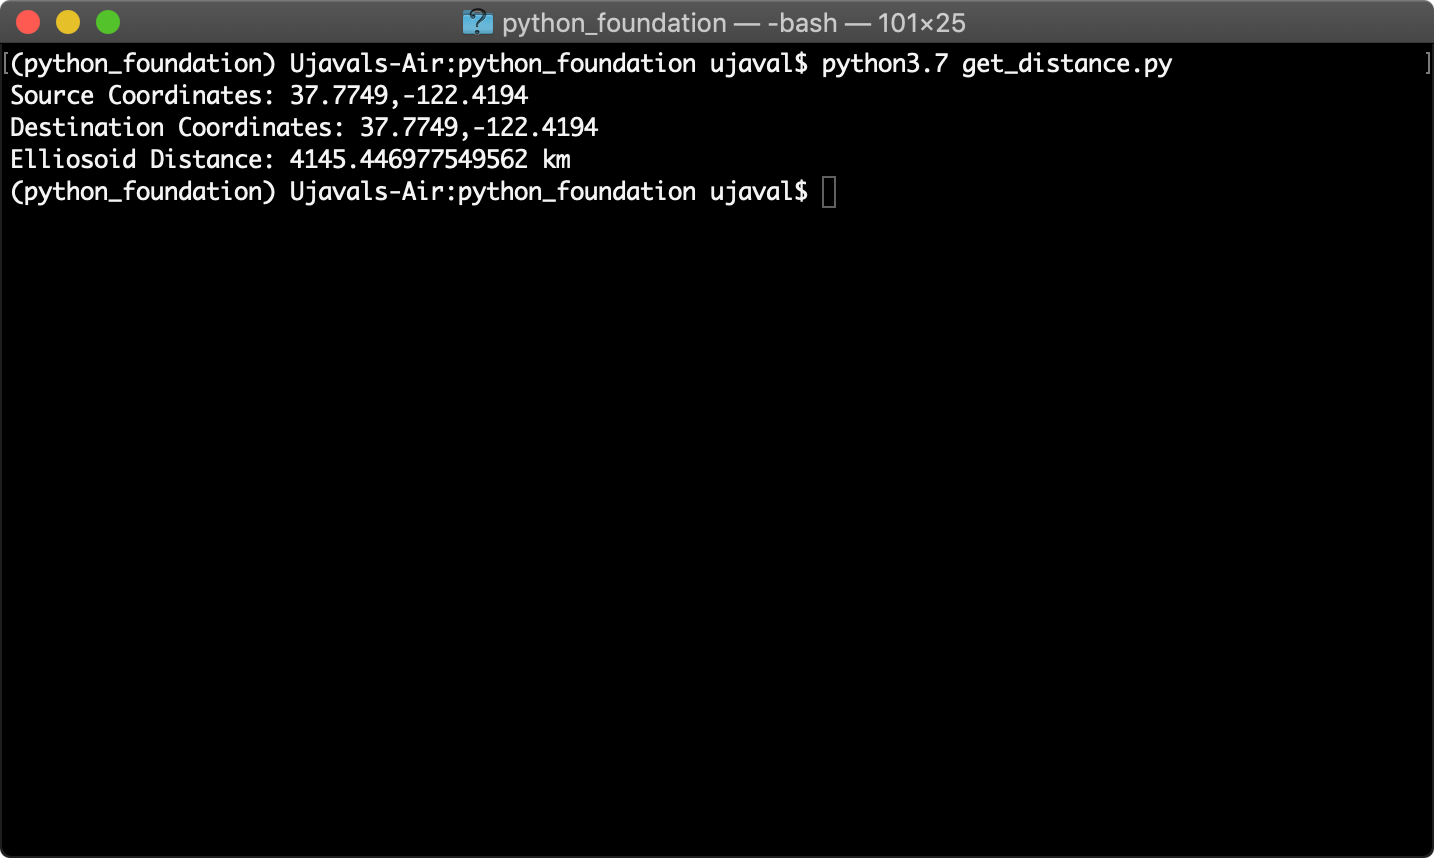 python_foundation — -bash — 101×25
(python_foundation) Ujavals-Air:python_foundation ujaval$ python3.7 get_distance.py
Source Coordinates: 37.7749,-122.4194
Destination Coordinates: 37.7749,-122.4194
Elliosoid Distance: 4145.446977549562 km
(python_foundation) Ujavals-Air:python_foundation ujaval$